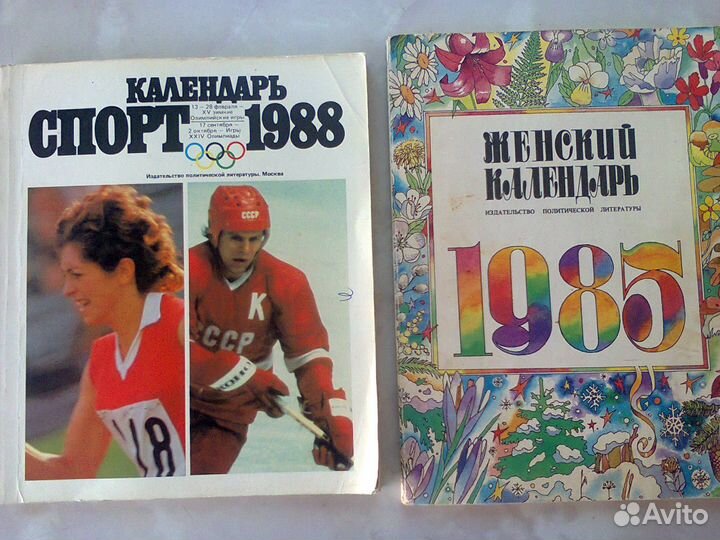 КАЛЕНДАРЬ
СПОРТ 1988
13 — 28 февраля —
XV зимние
Олимпийские игры
17 сентября —
2 октября — Игры
XXIV Олимпиады
Издательство политической литературы, Москва
СССР
К
СССР
118
ЖЕНСКИЙ
КАЛЕНДАРЬ
ИЗДАТЕЛЬСТВО ПОЛИТИЧЕСКОЙ ЛИТЕРАТУРЫ
1985
Avito